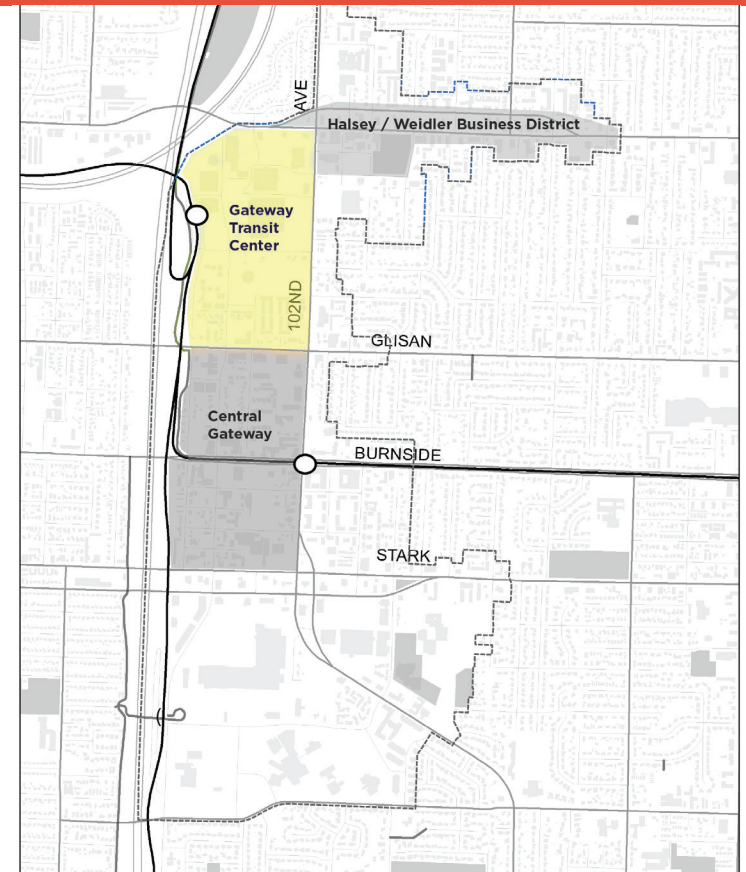 AVE
Halsey / Weidler Business District
Gateway
Transit
Center
102ND
GLISAN
Central
Gateway
BURNSIDE
STARK